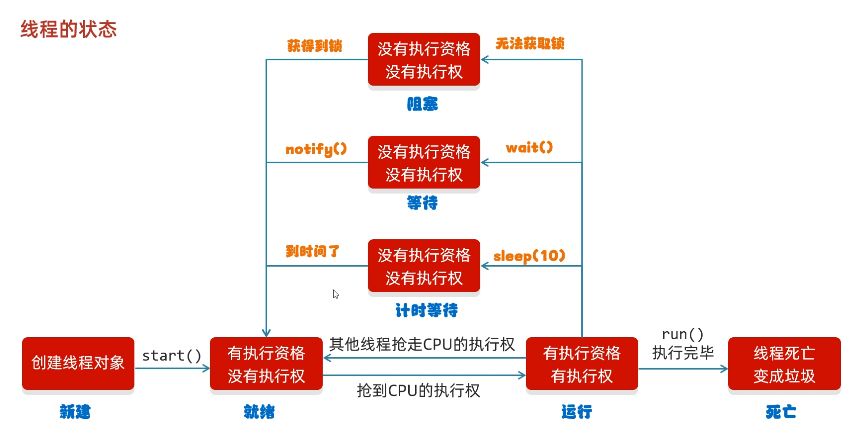 线程的状态
获得到锁
没有执行资格
没有执行权
无法获取锁
阻塞
notify()
没有执行资格
没有执行权
wait()
等待
到时间了
没有执行资格
没有执行权
sleep(10)
计时等待
创建线程对象
start()
有执行资格
没有执行权
其他线程抢走CPU的执行权
抢到CPU的执行权
有执行资格
有执行权
run()
执行完毕
线程死亡
变成垃圾
新建
就绪
运行
死亡